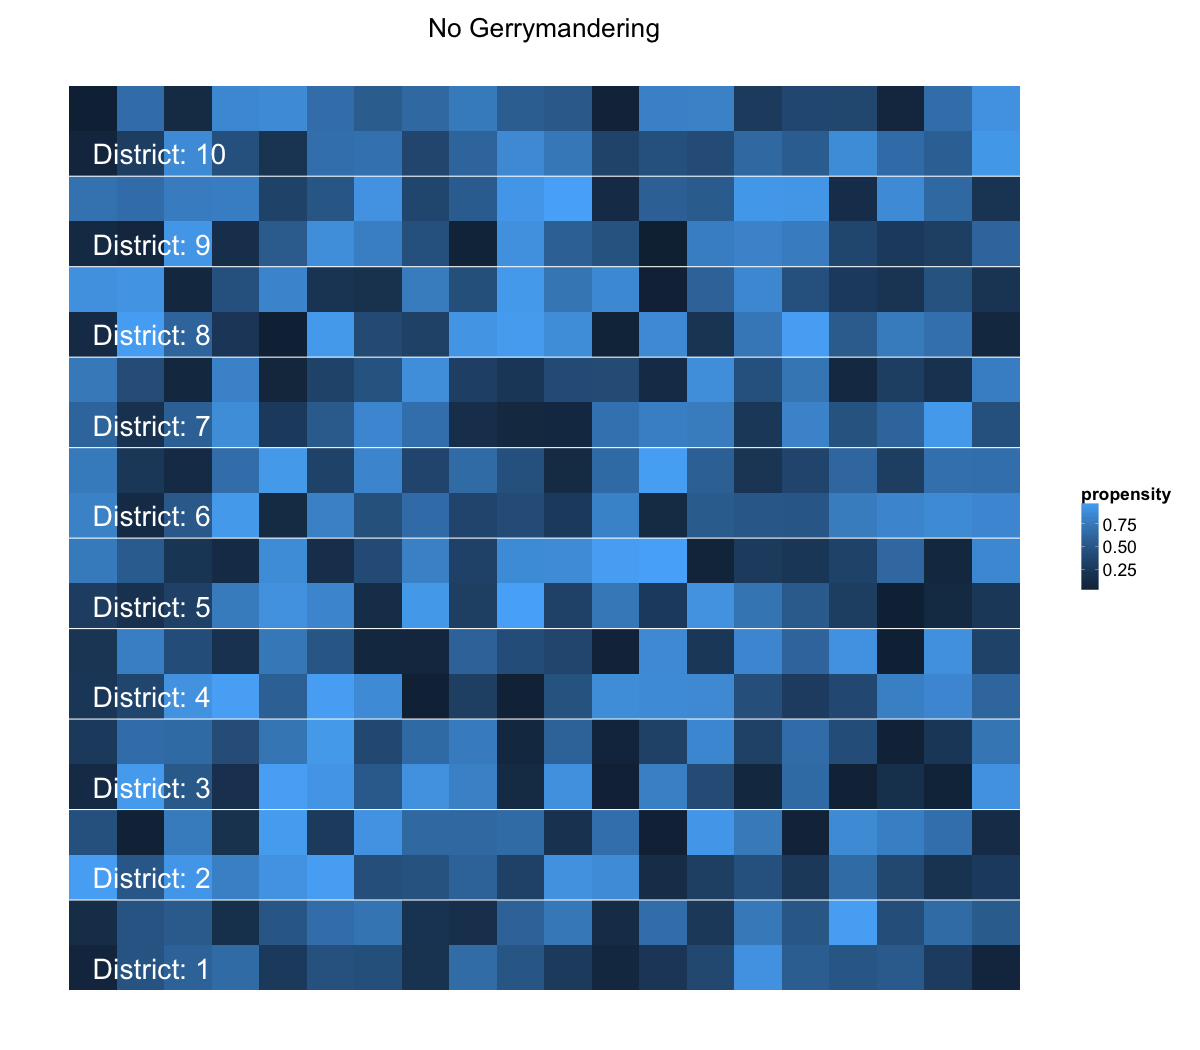 No Gerrymandering
District: 10
District: 9
District: 8
District: 7
District: 6
District: 5
District: 4
District: 3
District: 2
District: 1
propensity
0.75
0.50
0.25